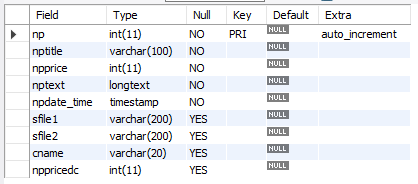 Field Type Null Key Default Extra
np int(11) NO PRI NULL auto_increment
nptitle varchar(100) NO NULL
npprice int(11) NO NULL
nptext longtext NO NULL
npdate_time timestamp NO NULL
sfile1 varchar(200) YES NULL
sfile2 varchar(200) YES NULL
cname varchar(20) YES NULL
nppricedc int(11) YES NULL